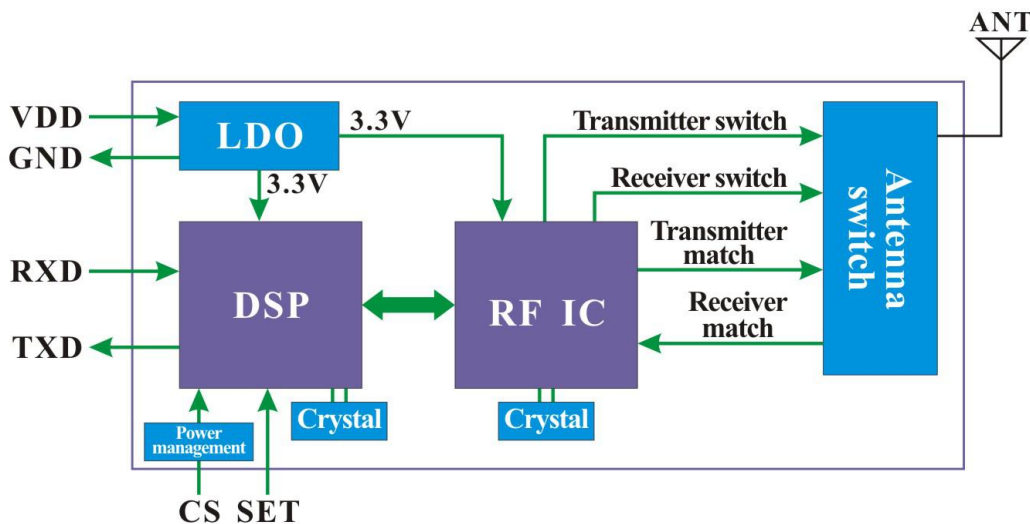 ANT
VDD
LDO
3.3V
Transmitter switch
GND
3.3V
Receiver switch
Antenna
switch
Transmitter
match
RXD
DSP
RF IC
Receiver
match
TXD
Crystal
Crystal
Power
management
CS SET